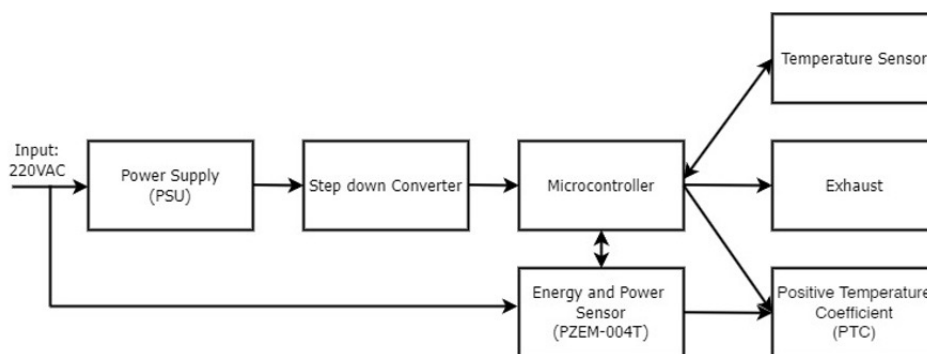 Temperature Sensor
Input:
220VAC
Power Supply
(PSU)
Step down Converter
Microcontroller
Exhaust
Energy and Power
Sensor
(PZEM-004T)
Positive Temperature
Coefficient
(PTC)